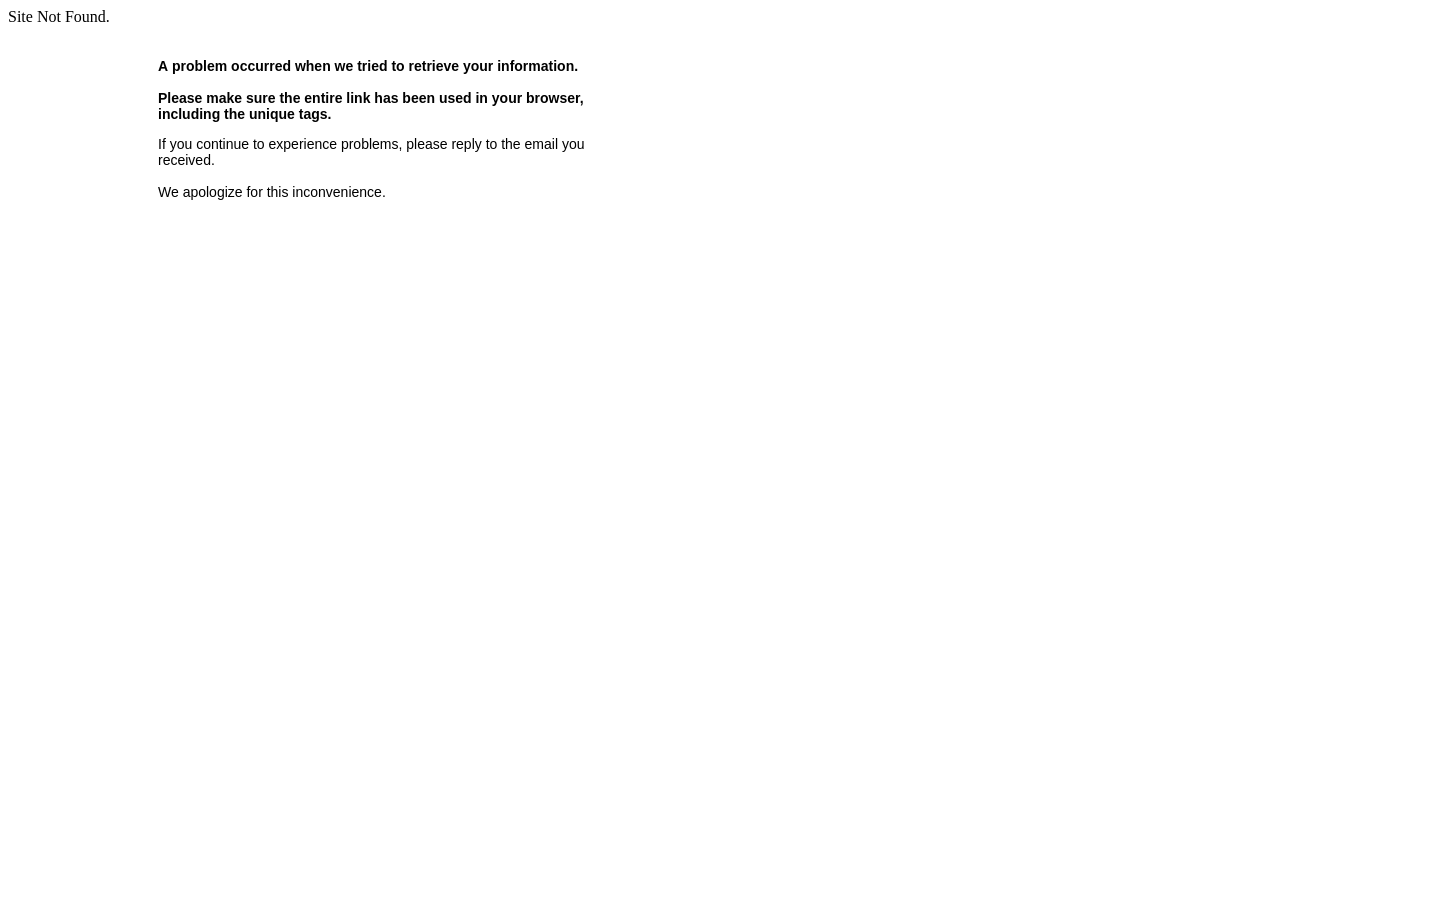 Site Not Found.
A problem occurred when we tried to retrieve your information.
Please make sure the entire link has been used in your browser,
including the unique tags.
If you continue to experience problems, please reply to the email you
received.
We apologize for this inconvenience.